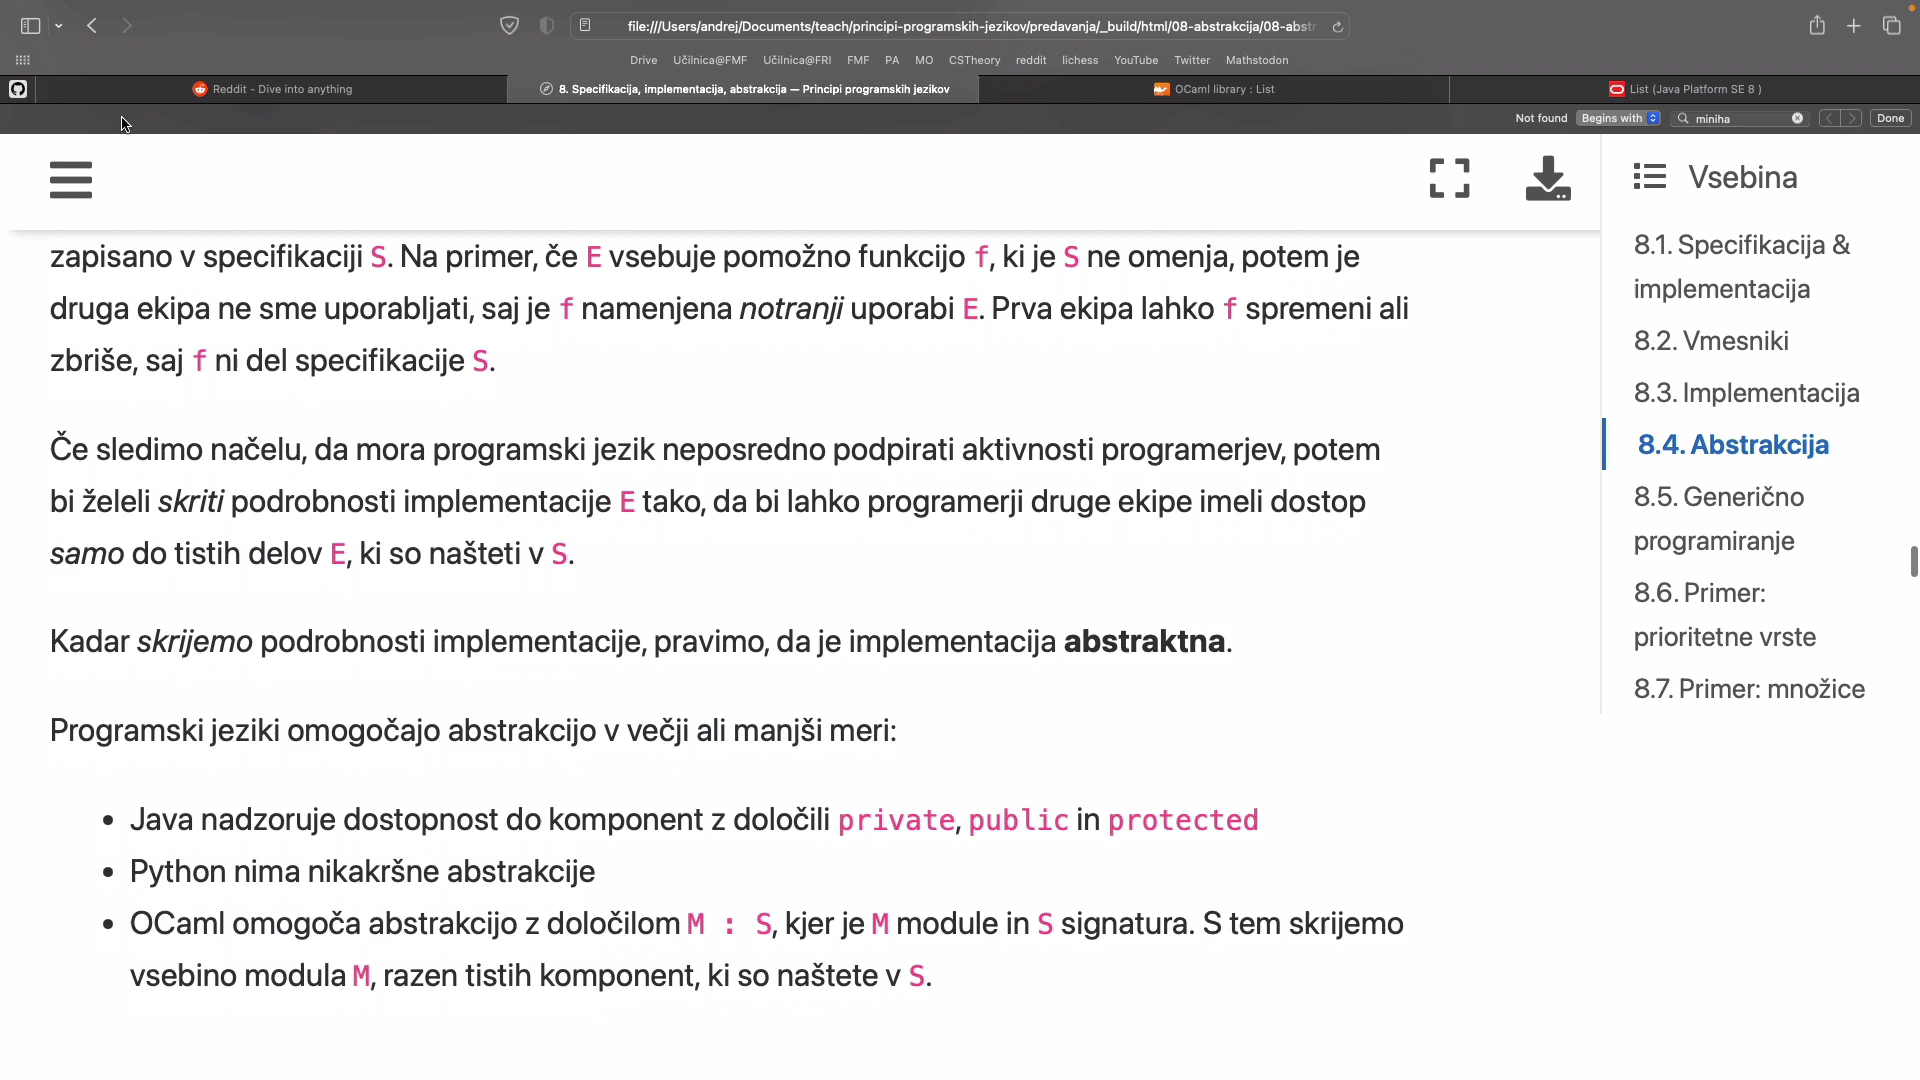 file:///Users/andrej/Documents/teach/principi-programskih-jezikov/predavanja/_build/html/08-abstrakcija/08-abstr
Drive Učilnica@FMF Učilnica@FRI FMF PA MO CSTheory reddit lichess YouTube Twitter Mathstodon
Reddit - Dive into anything
8. Specifikacija, implementacija, abstrakcija — Principi programskih jezikov
OCaml library : List
List (Java Platform SE 8 )
Not found Begins with miniha Done
zapisano v specifikaciji S. Na primer, če E vsebuje pomožno funkcijo f, ki je S ne omenja, potem je
druga ekipa ne sme uporabljati, saj je f namenjena notranji uporabi E. Prva ekipa lahko f spremeni ali
zbriše, saj f ni del specifikacije S.
Če sledimo načelu, da mora programski jezik neposredno podpirati aktivnosti programerjev, potem
bi želeli skriti podrobnosti implementacije E tako, da bi lahko programerji druge ekipe imeli dostop
samo do tistih delov E, ki so našteti v S.
Kadar skrijemo podrobnosti implementacije, pravimo, da je implementacija abstraktna.
Programski jeziki omogočajo abstrakcijo v večji ali manjši meri:
• Java nadzoruje dostopnost do komponent z določili private, public in protected
• Python nima nikakršne abstrakcije
• OCaml omogoča abstrakcijo z določilom M : S, kjer je M module in S signatura. S tem skrijemo
vsebino modula M, razen tistih komponent, ki so naštete v S.
Vsebina
8.1. Specifikacija &
implementacija
8.2. Vmesniki
8.3. Implementacija
8.4. Abstrakcija
8.5. Generično
programiranje
8.6. Primer:
prioritetne vrste
8.7. Primer: množice